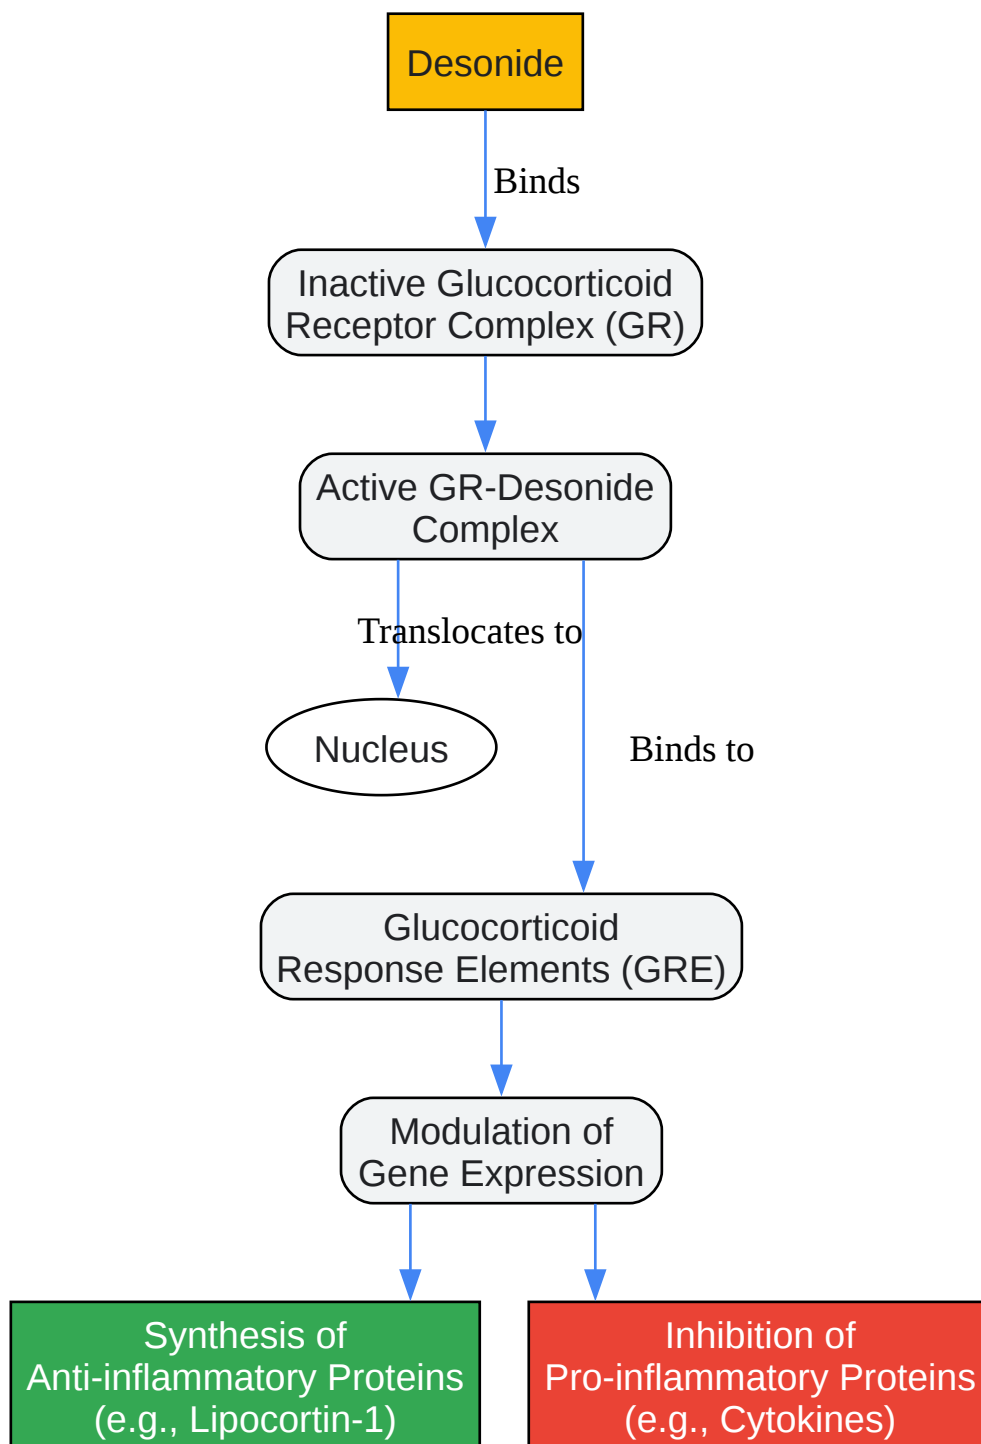 Desonide
Binds
Inactive Glucocorticoid
Receptor Complex (GR)
Active GR-Desonide
Complex
Translocates to
Nucleus
Binds to
Glucocorticoid
Response Elements (GRE)
Modulation of
Gene Expression
Synthesis of
Anti-inflammatory Proteins
(e.g., Lipocortin-1)
Inhibition of
Pro-inflammatory Proteins
(e.g., Cytokines)